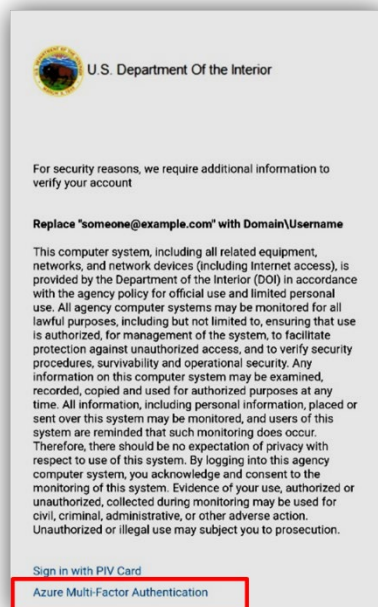 U.S. Department Of the Interior
For security reasons, we require additional information to
verify your account
Replace "someone@example.com" with Domain\Username
This computer system, including all related equipment,
networks, and network devices (including Internet access), is
provided by the Department of the Interior (DOI) in accordance
with the agency policy for official use and limited personal
use. All agency computer systems may be monitored for all
lawful purposes, including but not limited to, ensuring that use
is authorized, for management of the system, to facilitate
protection against unauthorized access, and to verify security
procedures, survivability and operational security. Any
information on this computer system may be examined,
recorded, copied and used for authorized purposes at any
time. All information, including personal information, placed or
sent over this system may be monitored, and users of this
system are reminded that such monitoring does occur.
Therefore, there should be no expectation of privacy with
respect to use of this system. By logging into this agency
computer system, you acknowledge and consent to the
monitoring of this system. Evidence of your use, authorized or
unauthorized, collected during monitoring may be used for
civil, criminal, administrative, or other adverse action.
Unauthorized or illegal use may subject you to prosecution.
Sign in with PIV Card
Azure Multi-Factor Authentication